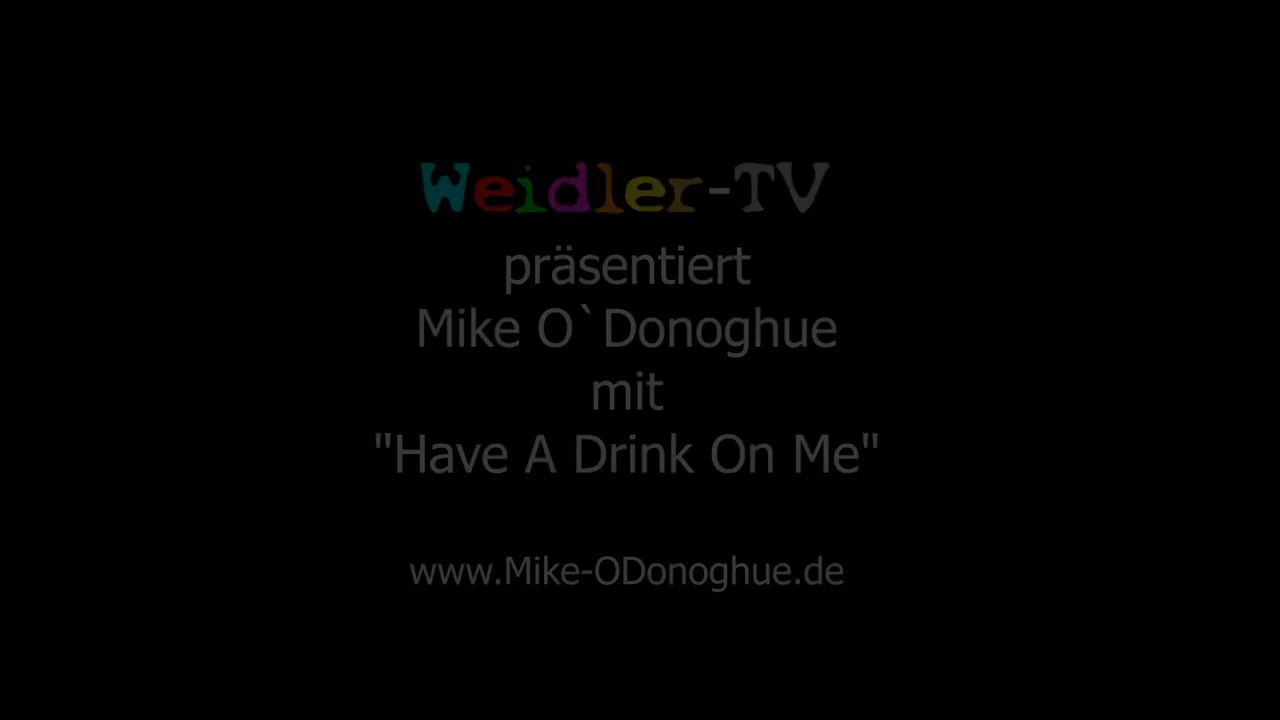 Weidler-TV
präsentiert
Mike O`Donoghue
mit
"Have A Drink On Me"
www.Mike-ODonoghue.de